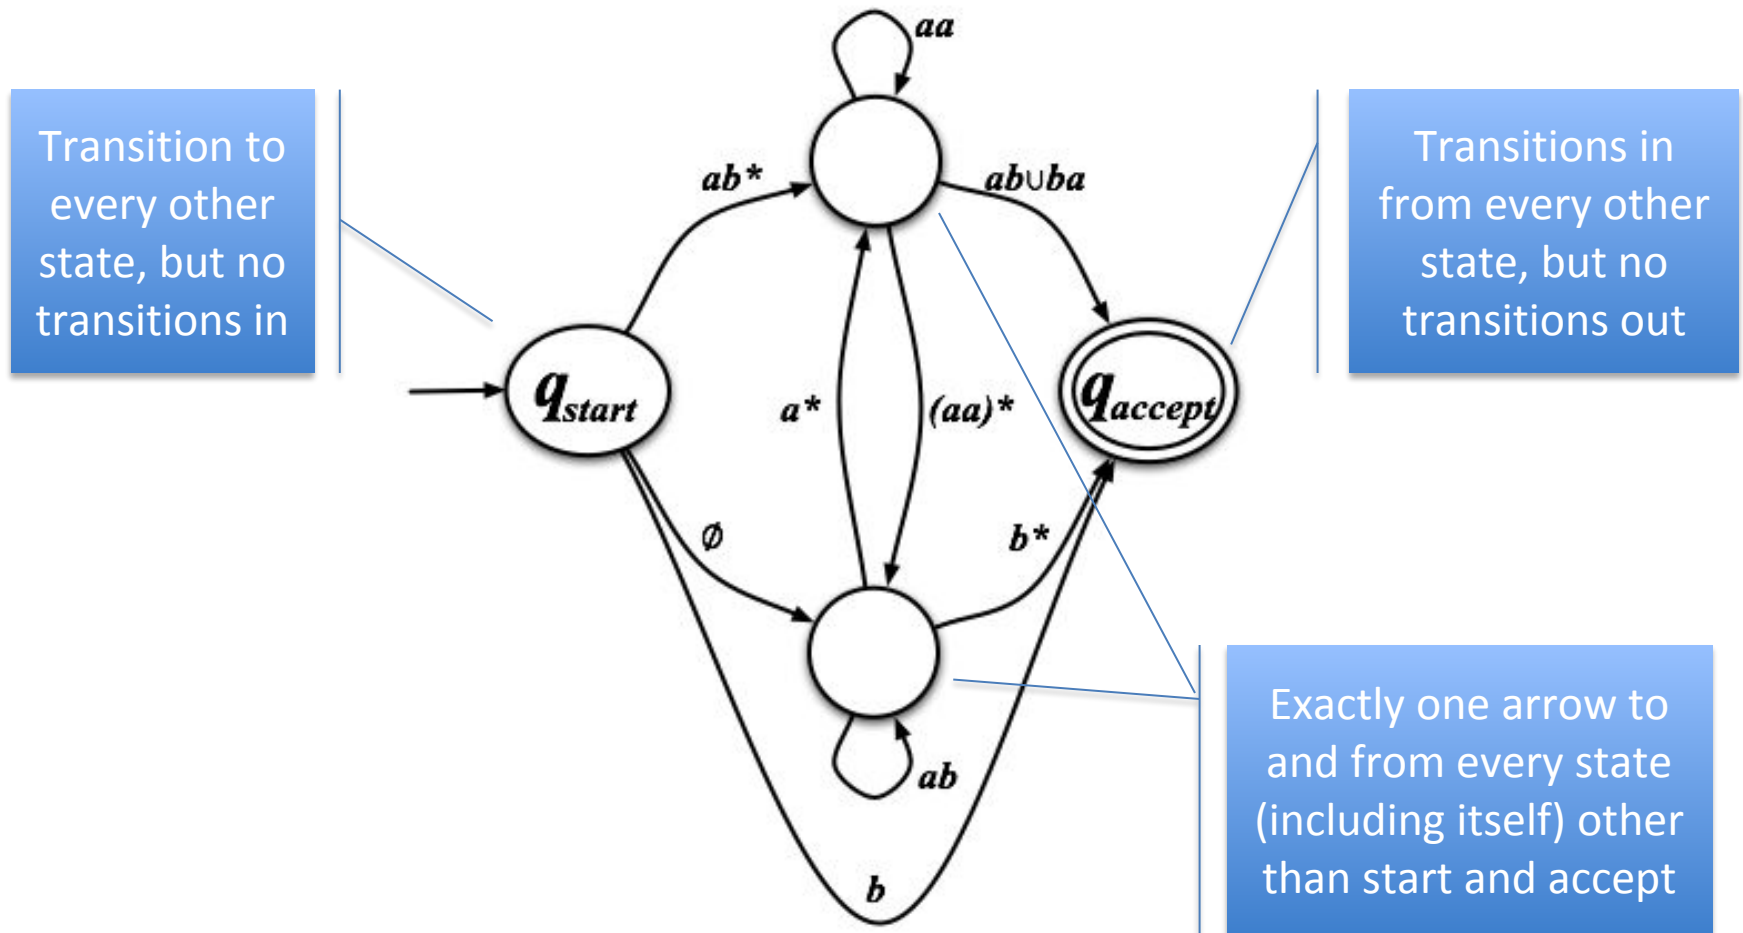 aa
Transition to
every other
state, but no
transitions in
Transitions in
from every other
state, but no
transitions out
ab*
ab∪ba
qstart
a*
(aa)*
qaccept
∅
b*
ab
b
Exactly one arrow to
and from every state
(including itself) other
than start and accept